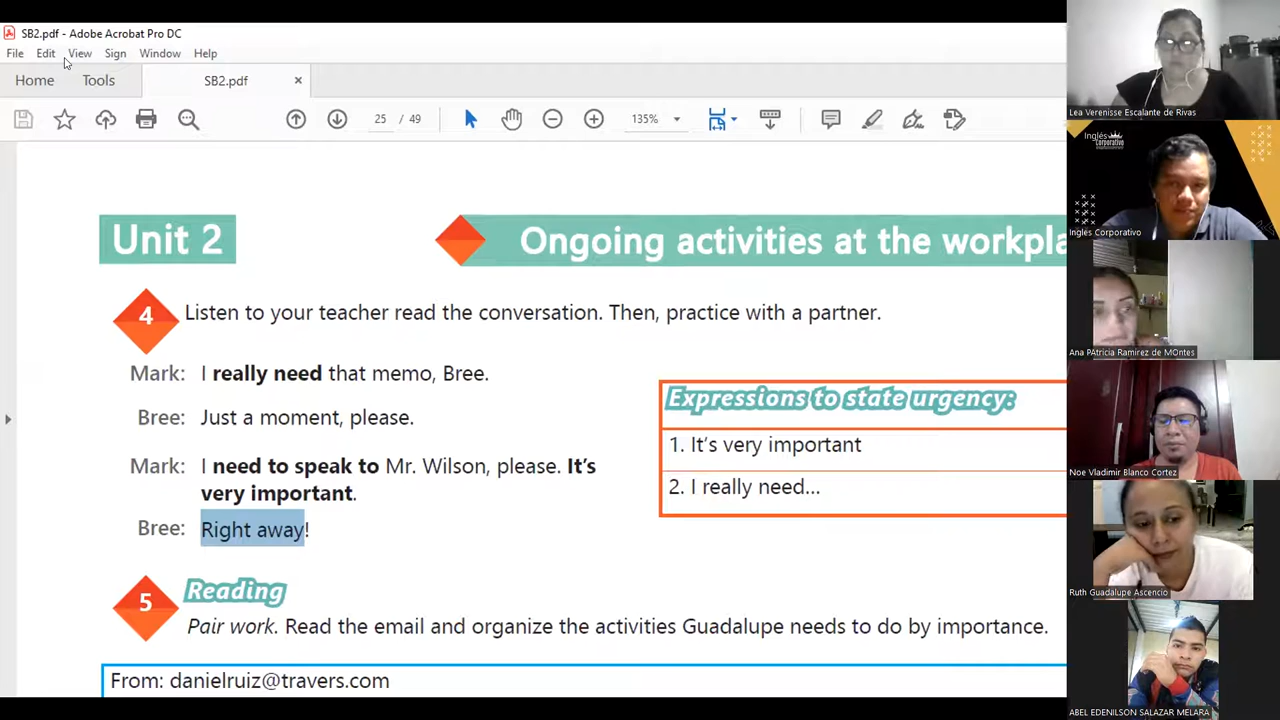 SB2.pdf - Adobe Acrobat Pro DC
File Edit View Sign Window Help
Home Tools SB2.pdf ×
25 / 49 135%
Unit 2
Ongoing activities at the workpla
4 Listen to your teacher read the conversation. Then, practice with a partner.
Mark: I really need that memo, Bree.
Bree: Just a moment, please.
Mark: I need to speak to Mr. Wilson, please. It's
very important.
Bree: Right away!
Expressions to state urgency:
1. It's very important
2. I really need...
5 Reading
Pair work. Read the email and organize the activities Guadalupe needs to do by importance.
From: danielruiz@travers.com
Lea Verenisse Escalante de Rivas
Inglés
Corporativo
Inglés Corporativo
Ana PAtricia Ramirez de MOntes
Noe Vladimir Blanco Cortez
Ruth Guadalupe Ascencio
ABEL EDENILSON SALAZAR MELARA